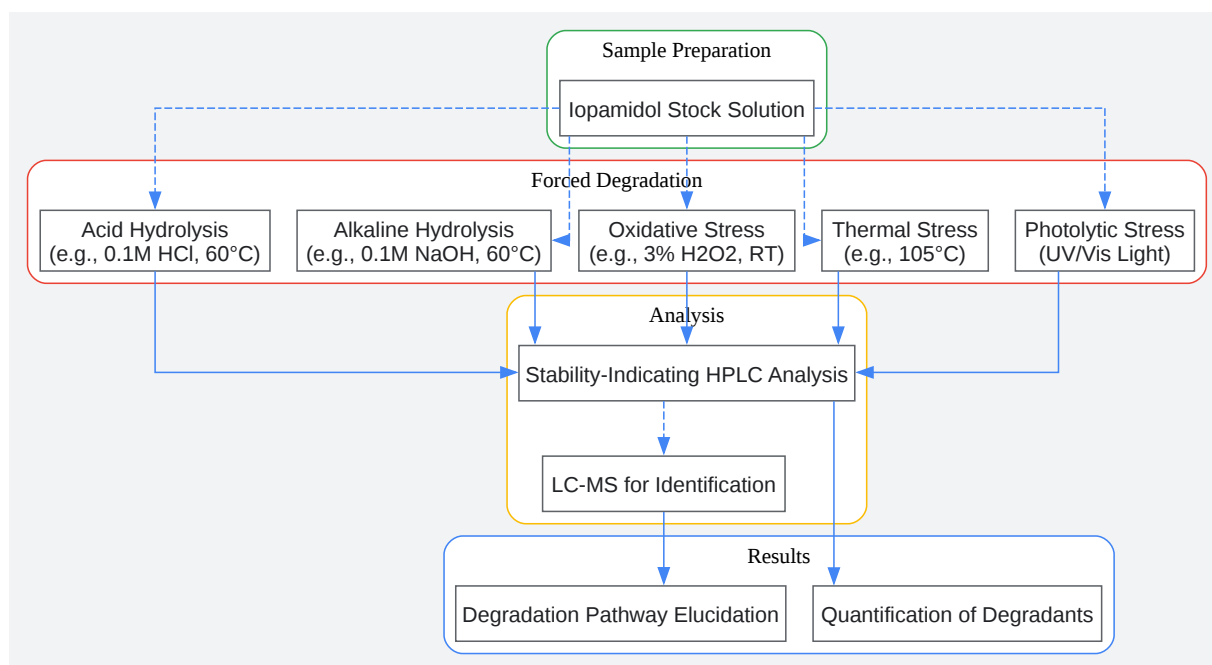 Sample Preparation
Iopamidol Stock Solution
Forced Degradation
Acid Hydrolysis
(e.g., 0.1M HCl, 60°C)
Alkaline Hydrolysis
(e.g., 0.1M NaOH, 60°C)
Oxidative Stress
(e.g., 3% H2O2, RT)
Thermal Stress
(e.g., 105°C)
Photolytic Stress
(UV/Vis Light)
Analysis
Stability-Indicating HPLC Analysis
LC-MS for Identification
Results
Degradation Pathway Elucidation
Quantification of Degradants